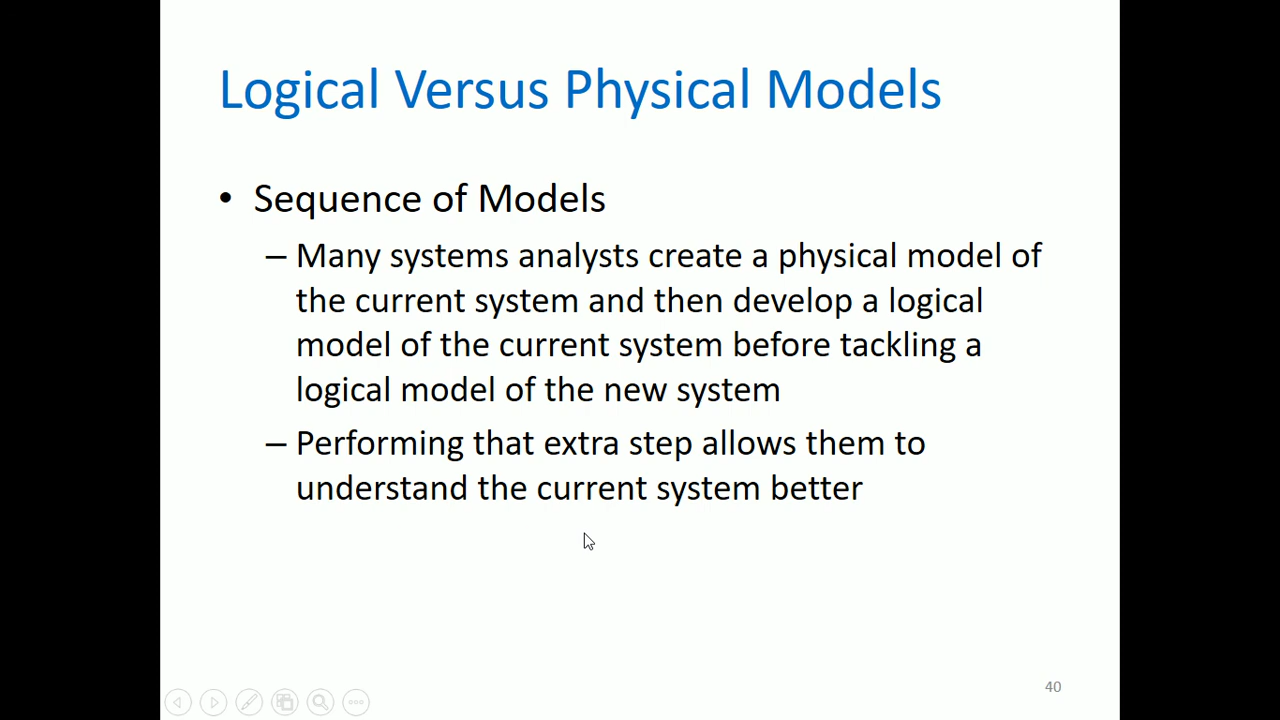 Logical Versus Physical Models
• Sequence of Models
– Many systems analysts create a physical model of
the current system and then develop a logical
model of the current system before tackling a
logical model of the new system
– Performing that extra step allows them to
understand the current system better
40